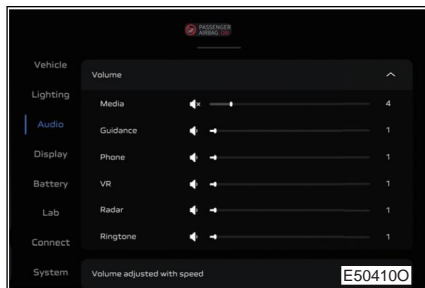 PASSENGER
AIRBAG ON
Vehicle
Volume
Lighting
Media 4
Audio
Guidance 1
Display
Phone 1
Battery
VR 1
Lab
Radar 1
Connect
Ringtone 1
System
Volume adjusted with speed
E50410O